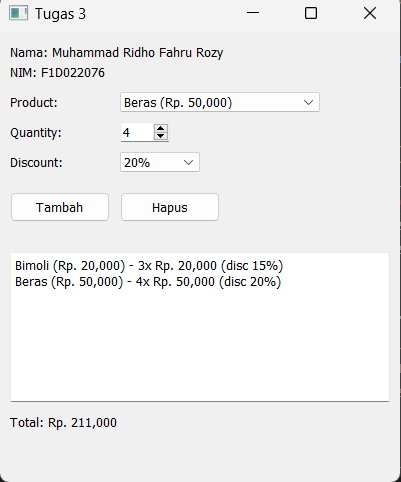 Tugas 3
Nama: Muhammad Ridho Fahru Rozy
NIM: F1D022076
Product: Beras (Rp. 50,000)
Quantity: 4
Discount: 20%
Tambah Hapus
Bimoli (Rp. 20,000) - 3x Rp. 20,000 (disc 15%)
Beras (Rp. 50,000) - 4x Rp. 50,000 (disc 20%)
Total: Rp. 211,000